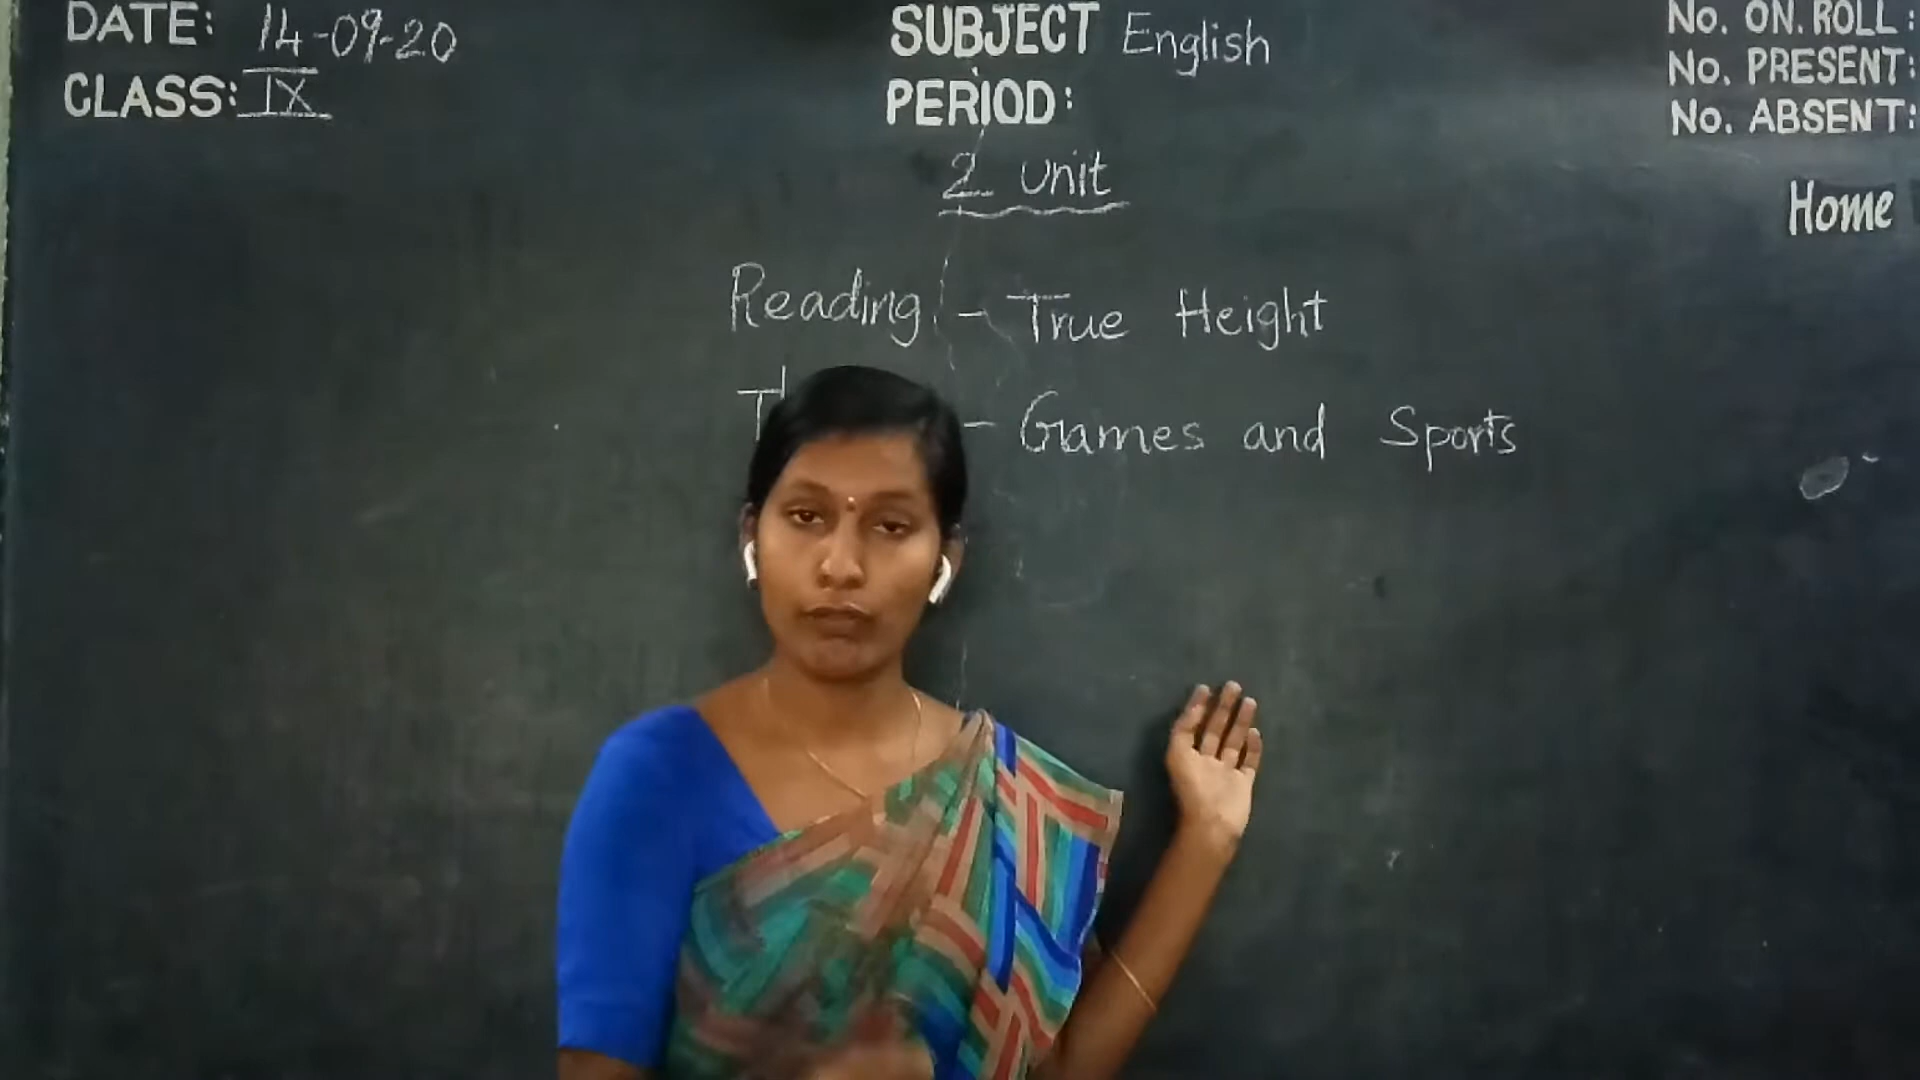 DATE: 14-09-20
CLASS: IX
SUBJECT English
PERIOD:
No. ON. ROLL:
No. PRESENT:
No. ABSENT:
Home
2 unit
Reading - True Height
- Games and Sports